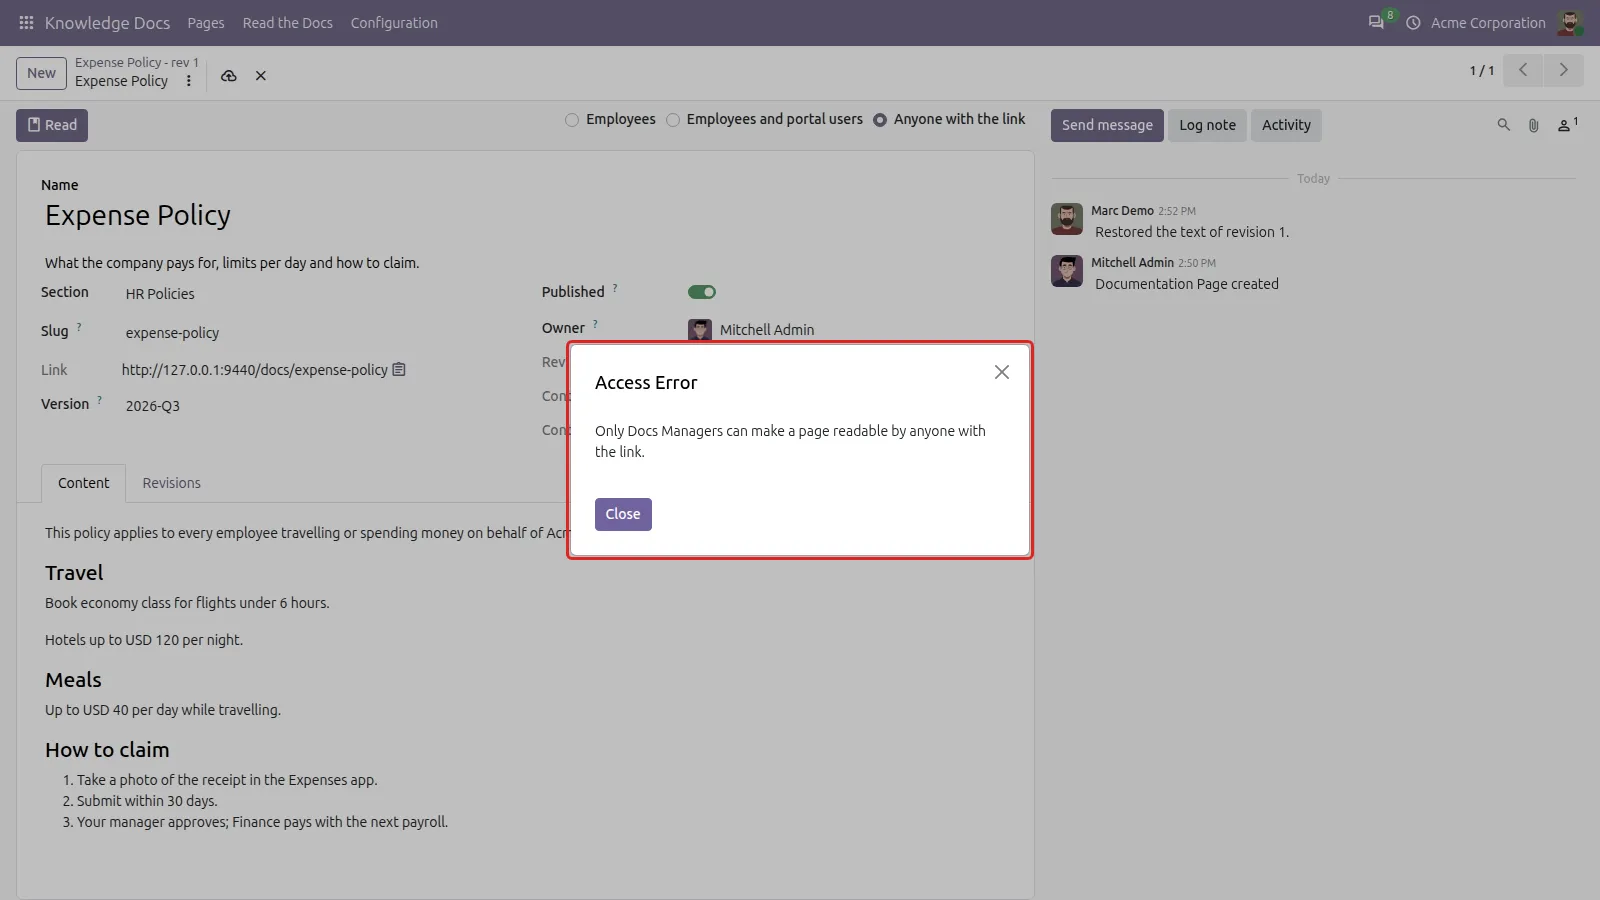 Knowledge Docs Pages Read the Docs Configuration 8 Acme Corporation
New Expense Policy - rev 1
Expense Policy
1 / 1
Read Employees Employees and portal users Anyone with the link Send message Log note Activity 1
Name
Expense Policy
What the company pays for, limits per day and how to claim.
Section HR Policies Published ?
Slug ? expense-policy Owner ? Mitchell Admin
Link http://127.0.0.1:9440/docs/expense-policy
Version ? 2026-Q3
Access Error
Only Docs Managers can make a page readable by anyone with
the link.
Close
Content Revisions
This policy applies to every employee travelling or spending money on behalf of
Travel
Book economy class for flights under 6 hours.
Hotels up to USD 120 per night.
Meals
Up to USD 40 per day while travelling.
How to claim
1. Take a photo of the receipt in the Expenses app.
2. Submit within 30 days.
3. Your manager approves; Finance pays with the next payroll.
Today
Marc Demo 2:52 PM
Restored the text of revision 1.
Mitchell Admin 2:50 PM
Documentation Page created